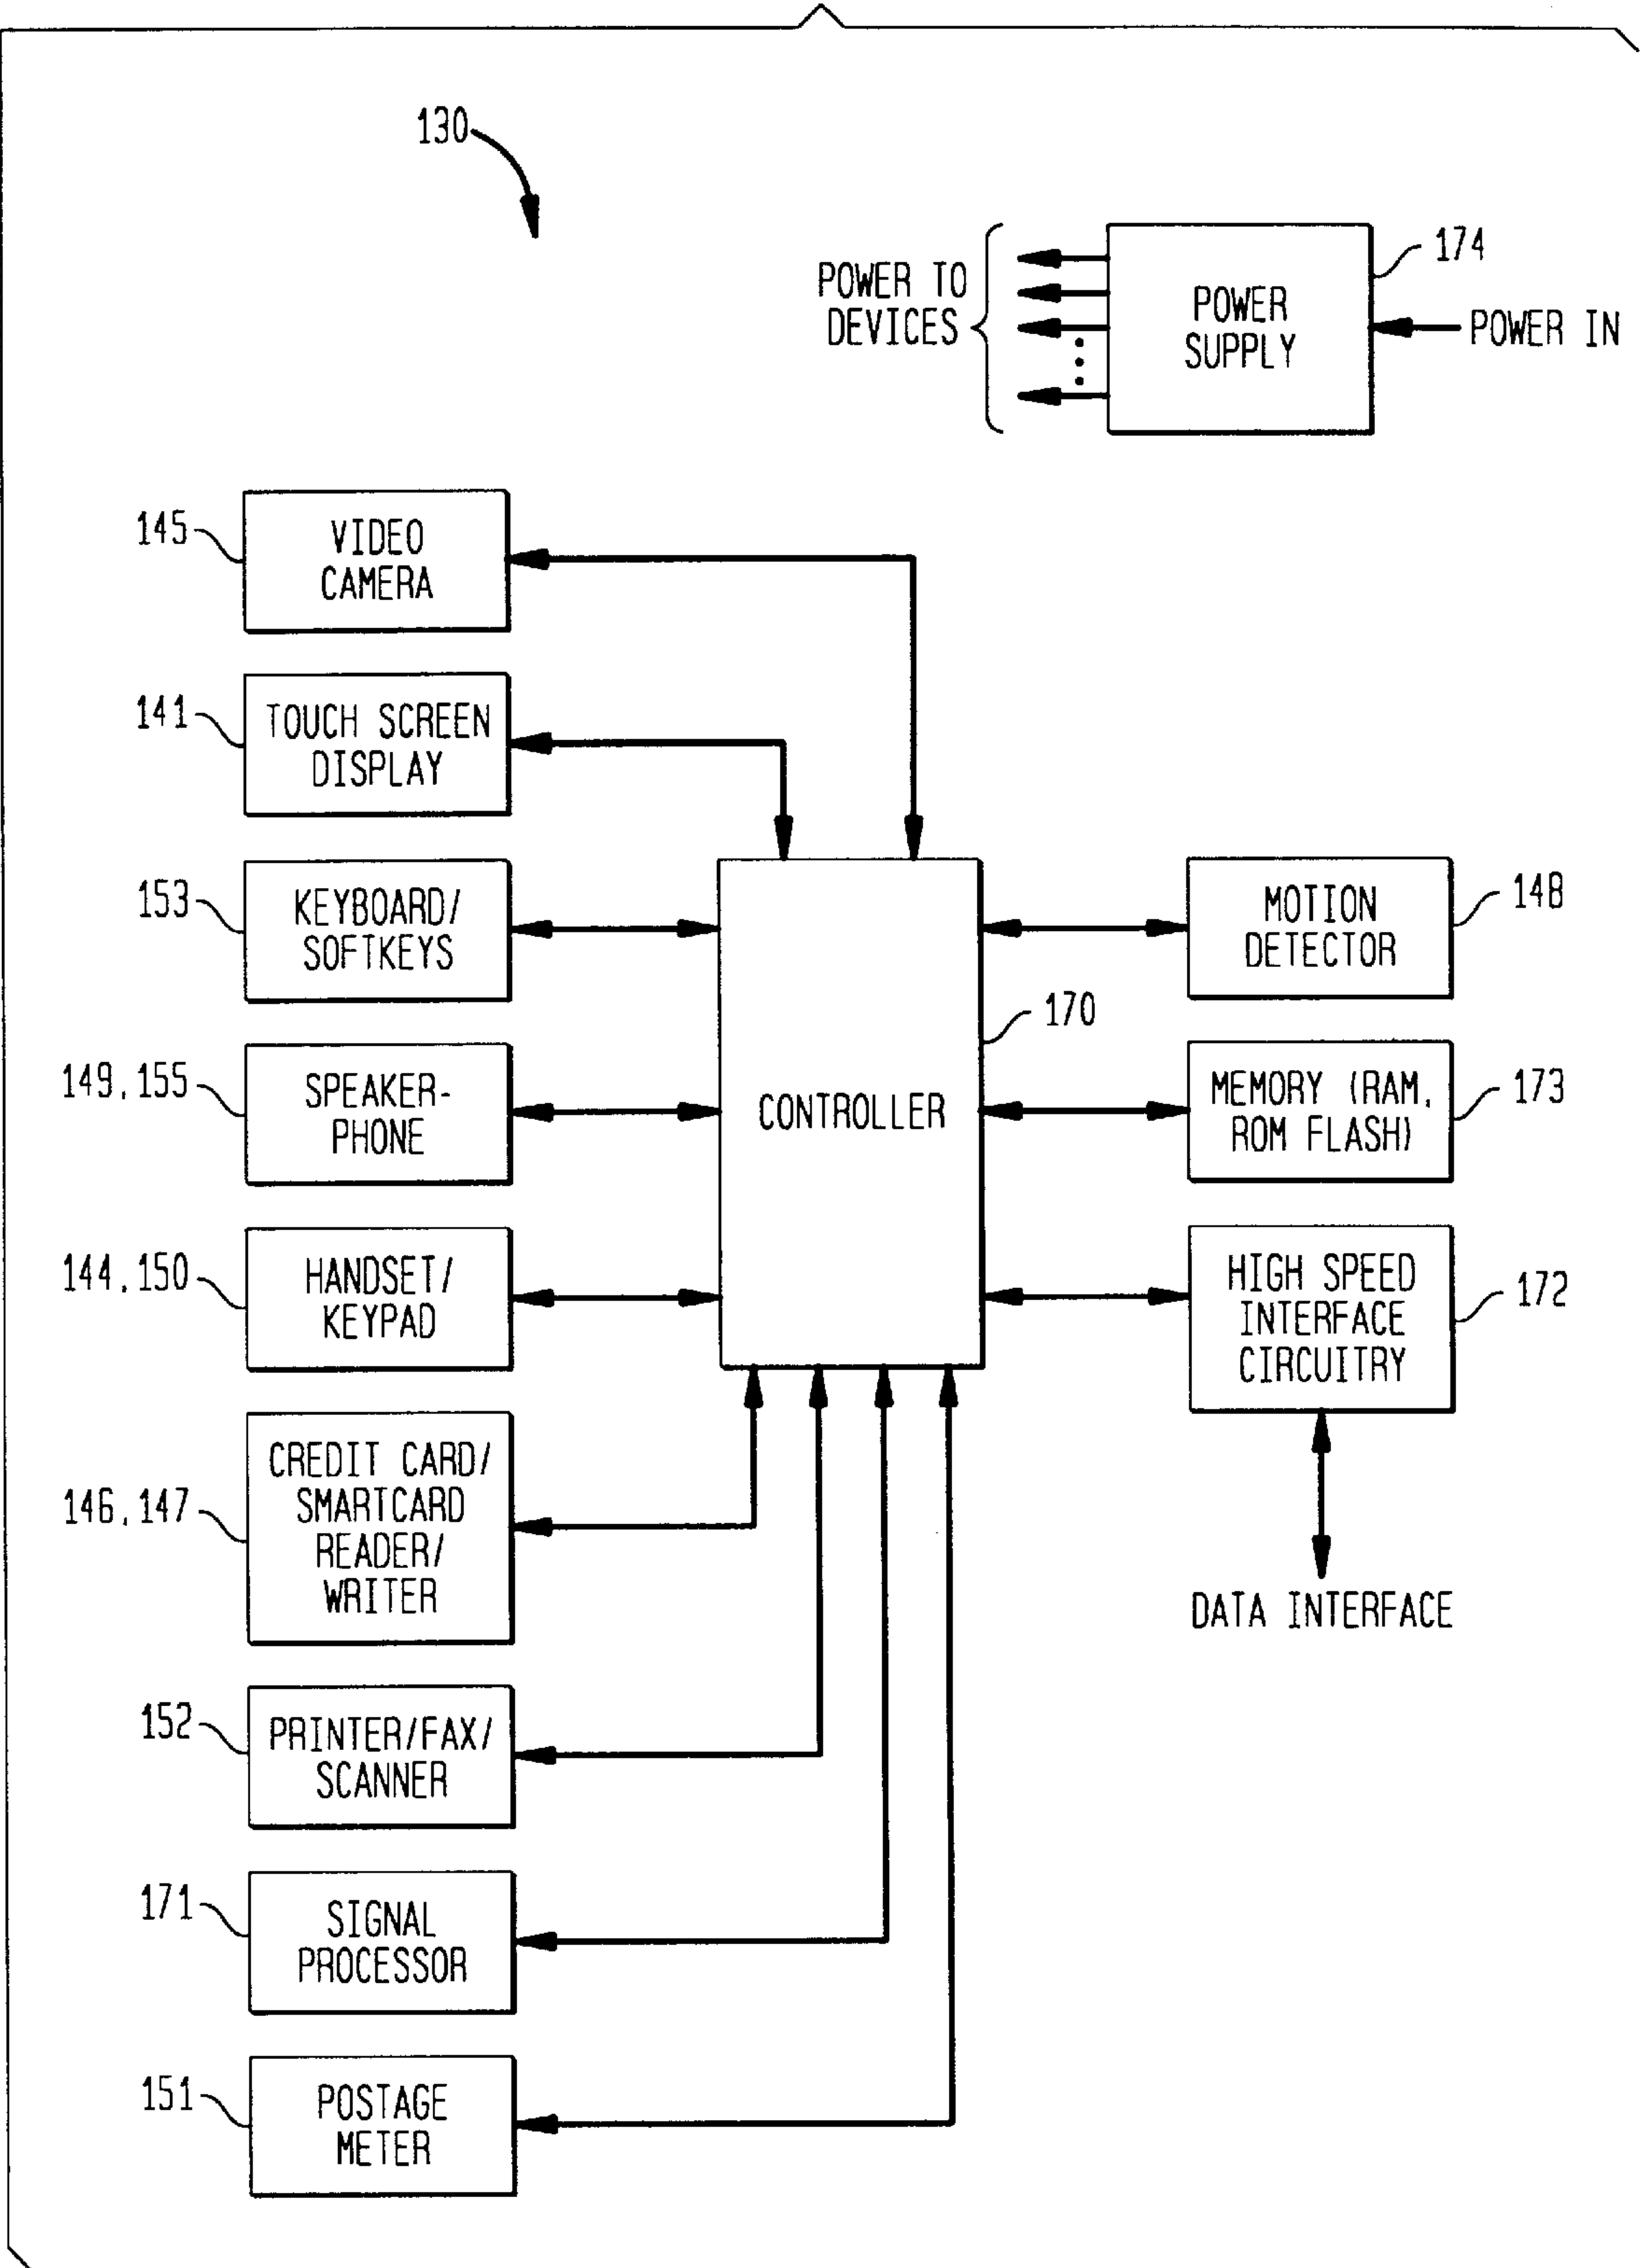 130
174
POWER TO
DEVICES
POWER
SUPPLY
POWER IN
145
VIDEO
CAMERA
141
TOUCH SCREEN
DISPLAY
153
KEYBOARD/
SOFTKEYS
MOTION
DETECTOR
148
170
149, 155
SPEAKER-
PHONE
CONTROLLER
MEMORY (RAM,
ROM FLASH)
173
144, 150
HANDSET/
KEYPAD
HIGH SPEED
INTERFACE
CIRCUITRY
172
146, 147
CREDIT CARD/
SMARTCARD
READER/
WRITER
DATA INTERFACE
152
PRINTER/FAX/
SCANNER
171
SIGNAL
PROCESSOR
151
POSTAGE
METER